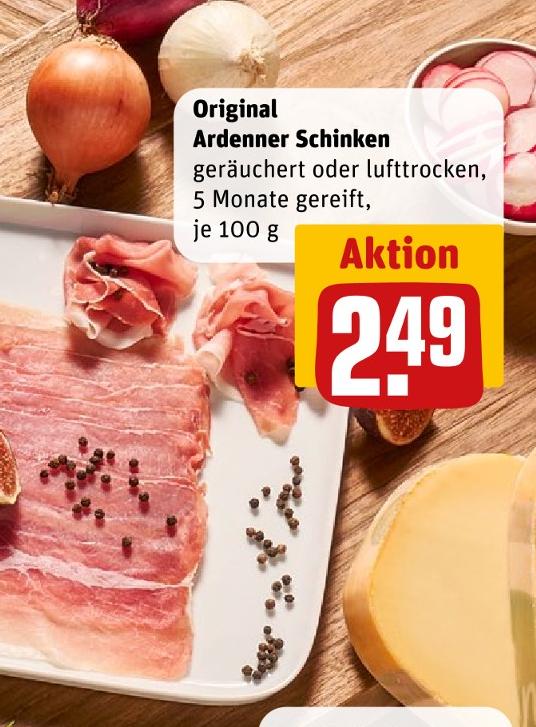 Original
Ardenner Schinken
geräuchert oder lufttrocken,
5 Monate gereift,
je 100 g
Aktion
2.49